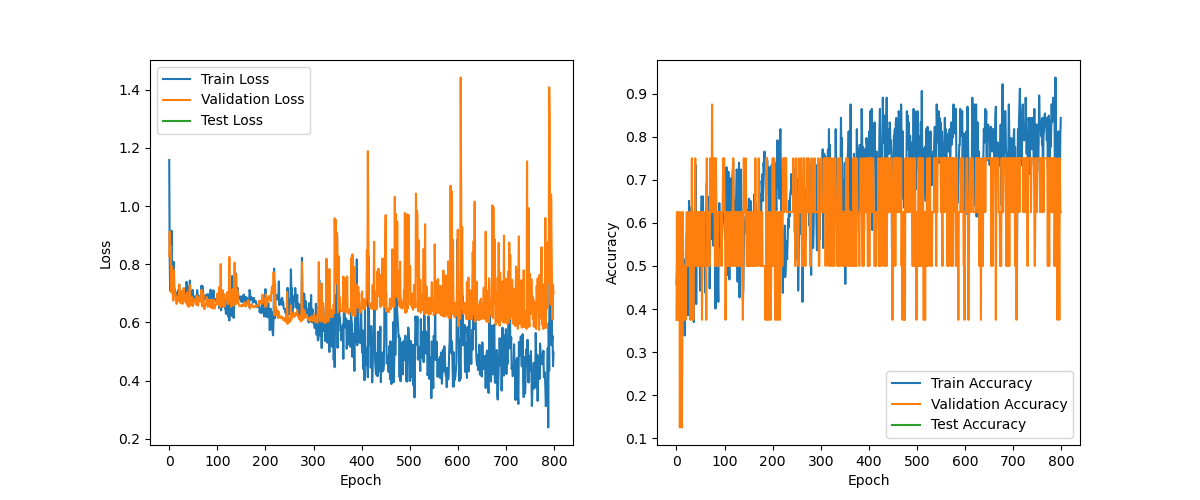 1.4
1.2
1.0
0.8
0.6
0.4
0.2
Loss
0 100 200 300 400 500 600 700 800
Epoch
Train Loss
Validation Loss
Test Loss
0.9
0.8
0.7
0.6
0.5
0.4
0.3
0.2
0.1
Accuracy
0 100 200 300 400 500 600 700 800
Epoch
Train Accuracy
Validation Accuracy
Test Accuracy